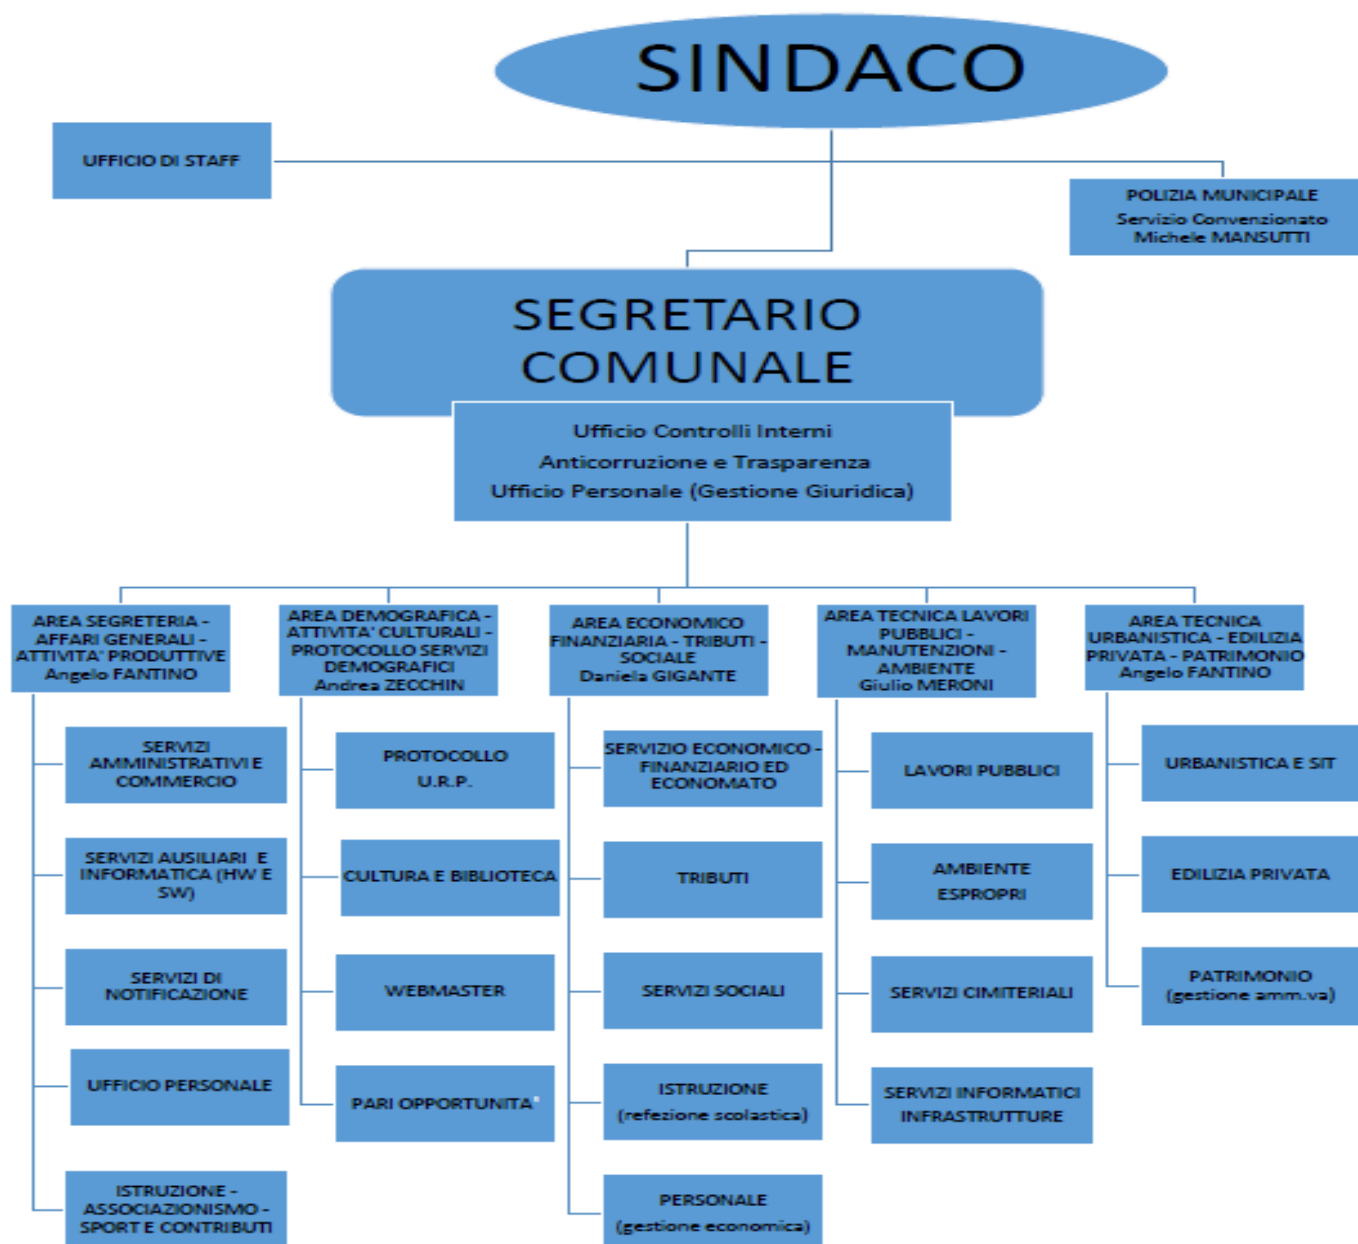 SINDACO
UFFICIO DI STAFF
POLIZIA MUNICIPALE
Servizio Convenzionato
Michele MANSUTTI
SEGRETARIO
COMUNALE
Ufficio Controlli Interni
Anticorruzione e Trasparenza
Ufficio Personale (Gestione Giuridica)
AREA SEGRETERIA -
AFFARI GENERALI -
ATTIVITA' PRODUTTIVE
Angelo FANTINO
SERVIZI
AMMINISTRATIVI E
COMMERCIO
SERVIZI AUSILIARI E
INFORMATICA (HW E
SW)
SERVIZI DI
NOTIFICAZIONE
UFFICIO PERSONALE
ISTRUZIONE -
ASSOCIAZIONISMO -
SPORT E CONTRIBUTI
AREA DEMOGRAFICA -
ATTIVITA' CULTURALI -
PROTOCOLLO SERVIZI
DEMOGRAFICI
Andrea ZECCHIN
PROTOCOLLO
U.R.P.
CULTURA E BIBLIOTECA
WEBMASTER
PARI OPPORTUNITA'
AREA ECONOMICO
FINANZIARIA - TRIBUTI -
SOCIALE
Daniela GIGANTE
SERVIZIO ECONOMICO -
FINANZIARIO ED
ECONOMATO
TRIBUTI
SERVIZI SOCIALI
ISTRUZIONE
(refezione scolastica)
PERSONALE
(gestione economica)
AREA TECNICA LAVORI
PUBBLICI -
MANUTENZIONI -
AMBIENTE
Giulio MERONI
LAVORI PUBBLICI
AMBIENTE
ESPROPRI
SERVIZI CIMITERIALI
SERVIZI INFORMATICI
INFRASTRUTTURE
AREA TECNICA
URBANISTICA - EDILIZIA
PRIVATA - PATRIMONIO
Angelo FANTINO
URBANISTICA E SIT
EDILIZIA PRIVATA
PATRIMONIO
(gestione amm.va)